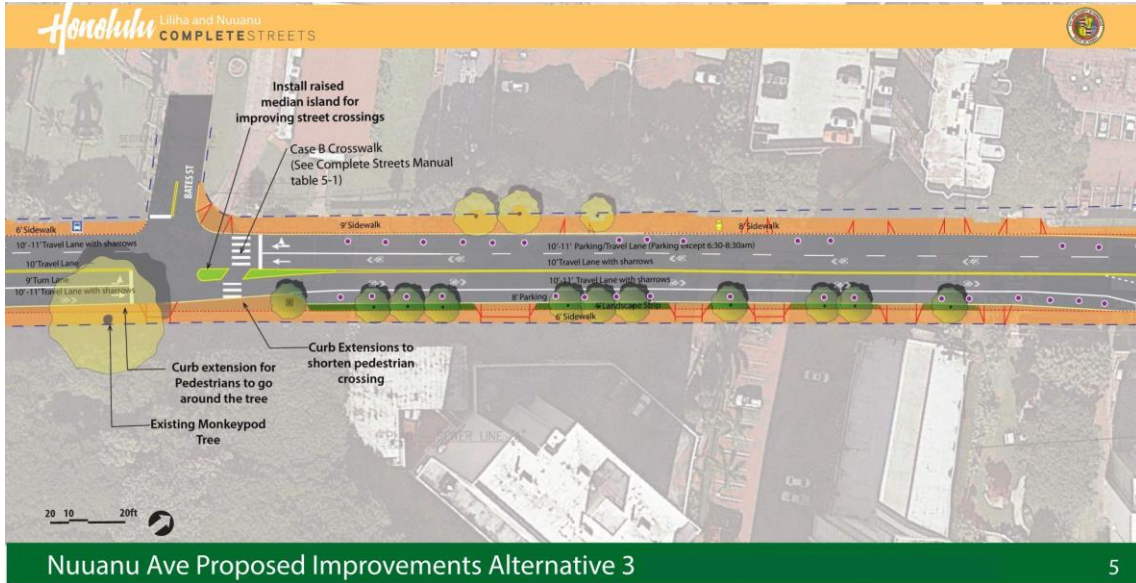 Honolulu
Liliha and Nuuanu
COMPLETESTREETS
Install raised
median island for
improving street crossings
Case B Crosswalk
(See Complete Streets Manual
table 5-1)
BATES ST
6' Sidewalk
9' Sidewalk
8' Sidewalk
10'-11' Travel Lane with sharrows
10'-11' Parking/Travel Lane (Parking except 6:30-8:30am)
10' Travel Lane
10' Travel Lane with sharrows
9' Turn Lane
10'-11' Travel Lane with sharrows
10'-11' Travel Lane with sharrows
8' Parking
Landscape Strip
6' Sidewalk
Curb extension for
Pedestrians to go
around the tree
Curb Extensions to
shorten pedestrian
crossing
Existing Monkeypod
Tree
SEWER LINE
20 10 20ft
Nuuanu Ave Proposed Improvements Alternative 3
5